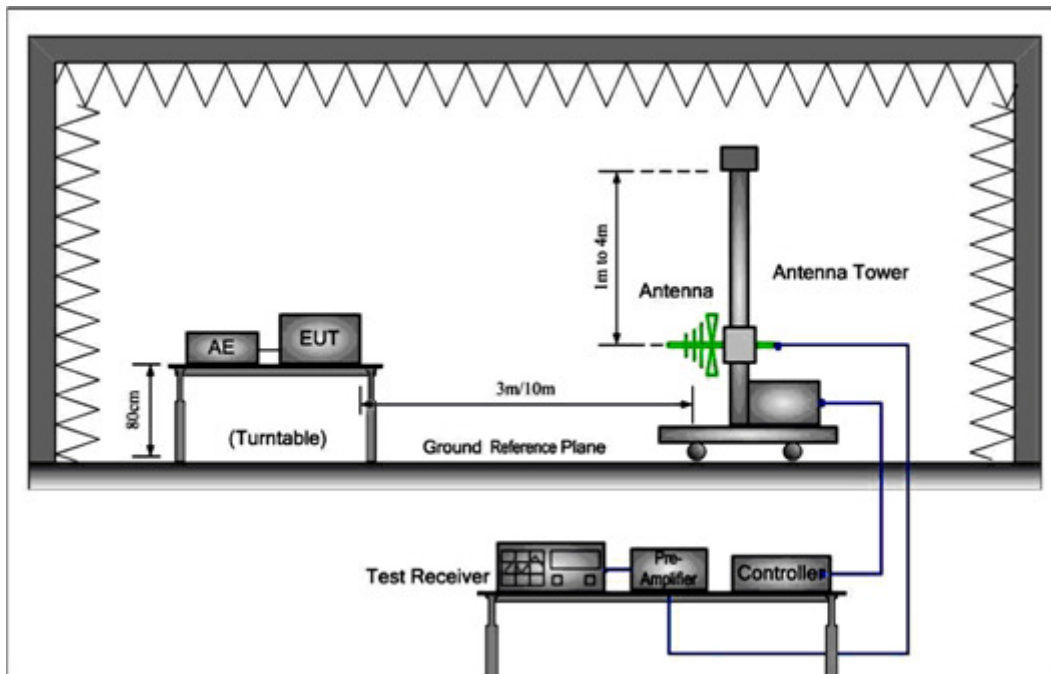 1m to 4m
Antenna
Antenna Tower
AE
EUT
80cm
3m/10m
(Turntable)
Ground Reference Plane
Test Receiver
Pre-
Amplifier
Controller